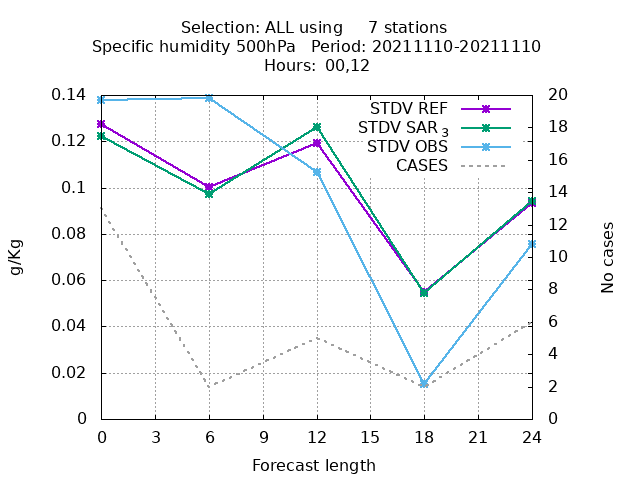 Selection: ALL using     7 stations
Specific humidity 500hPa   Period: 20211110-20211110
Hours: 00,12
0.14
0.12
0.1
0.08
0.06
0.04
0.02
0
g/Kg
STDV REF
STDV SAR 3
STDV OBS
CASES
20
18
16
14
12
10
8
6
4
2
0
No cases
0 3 6 9 12 15 18 21 24
Forecast length